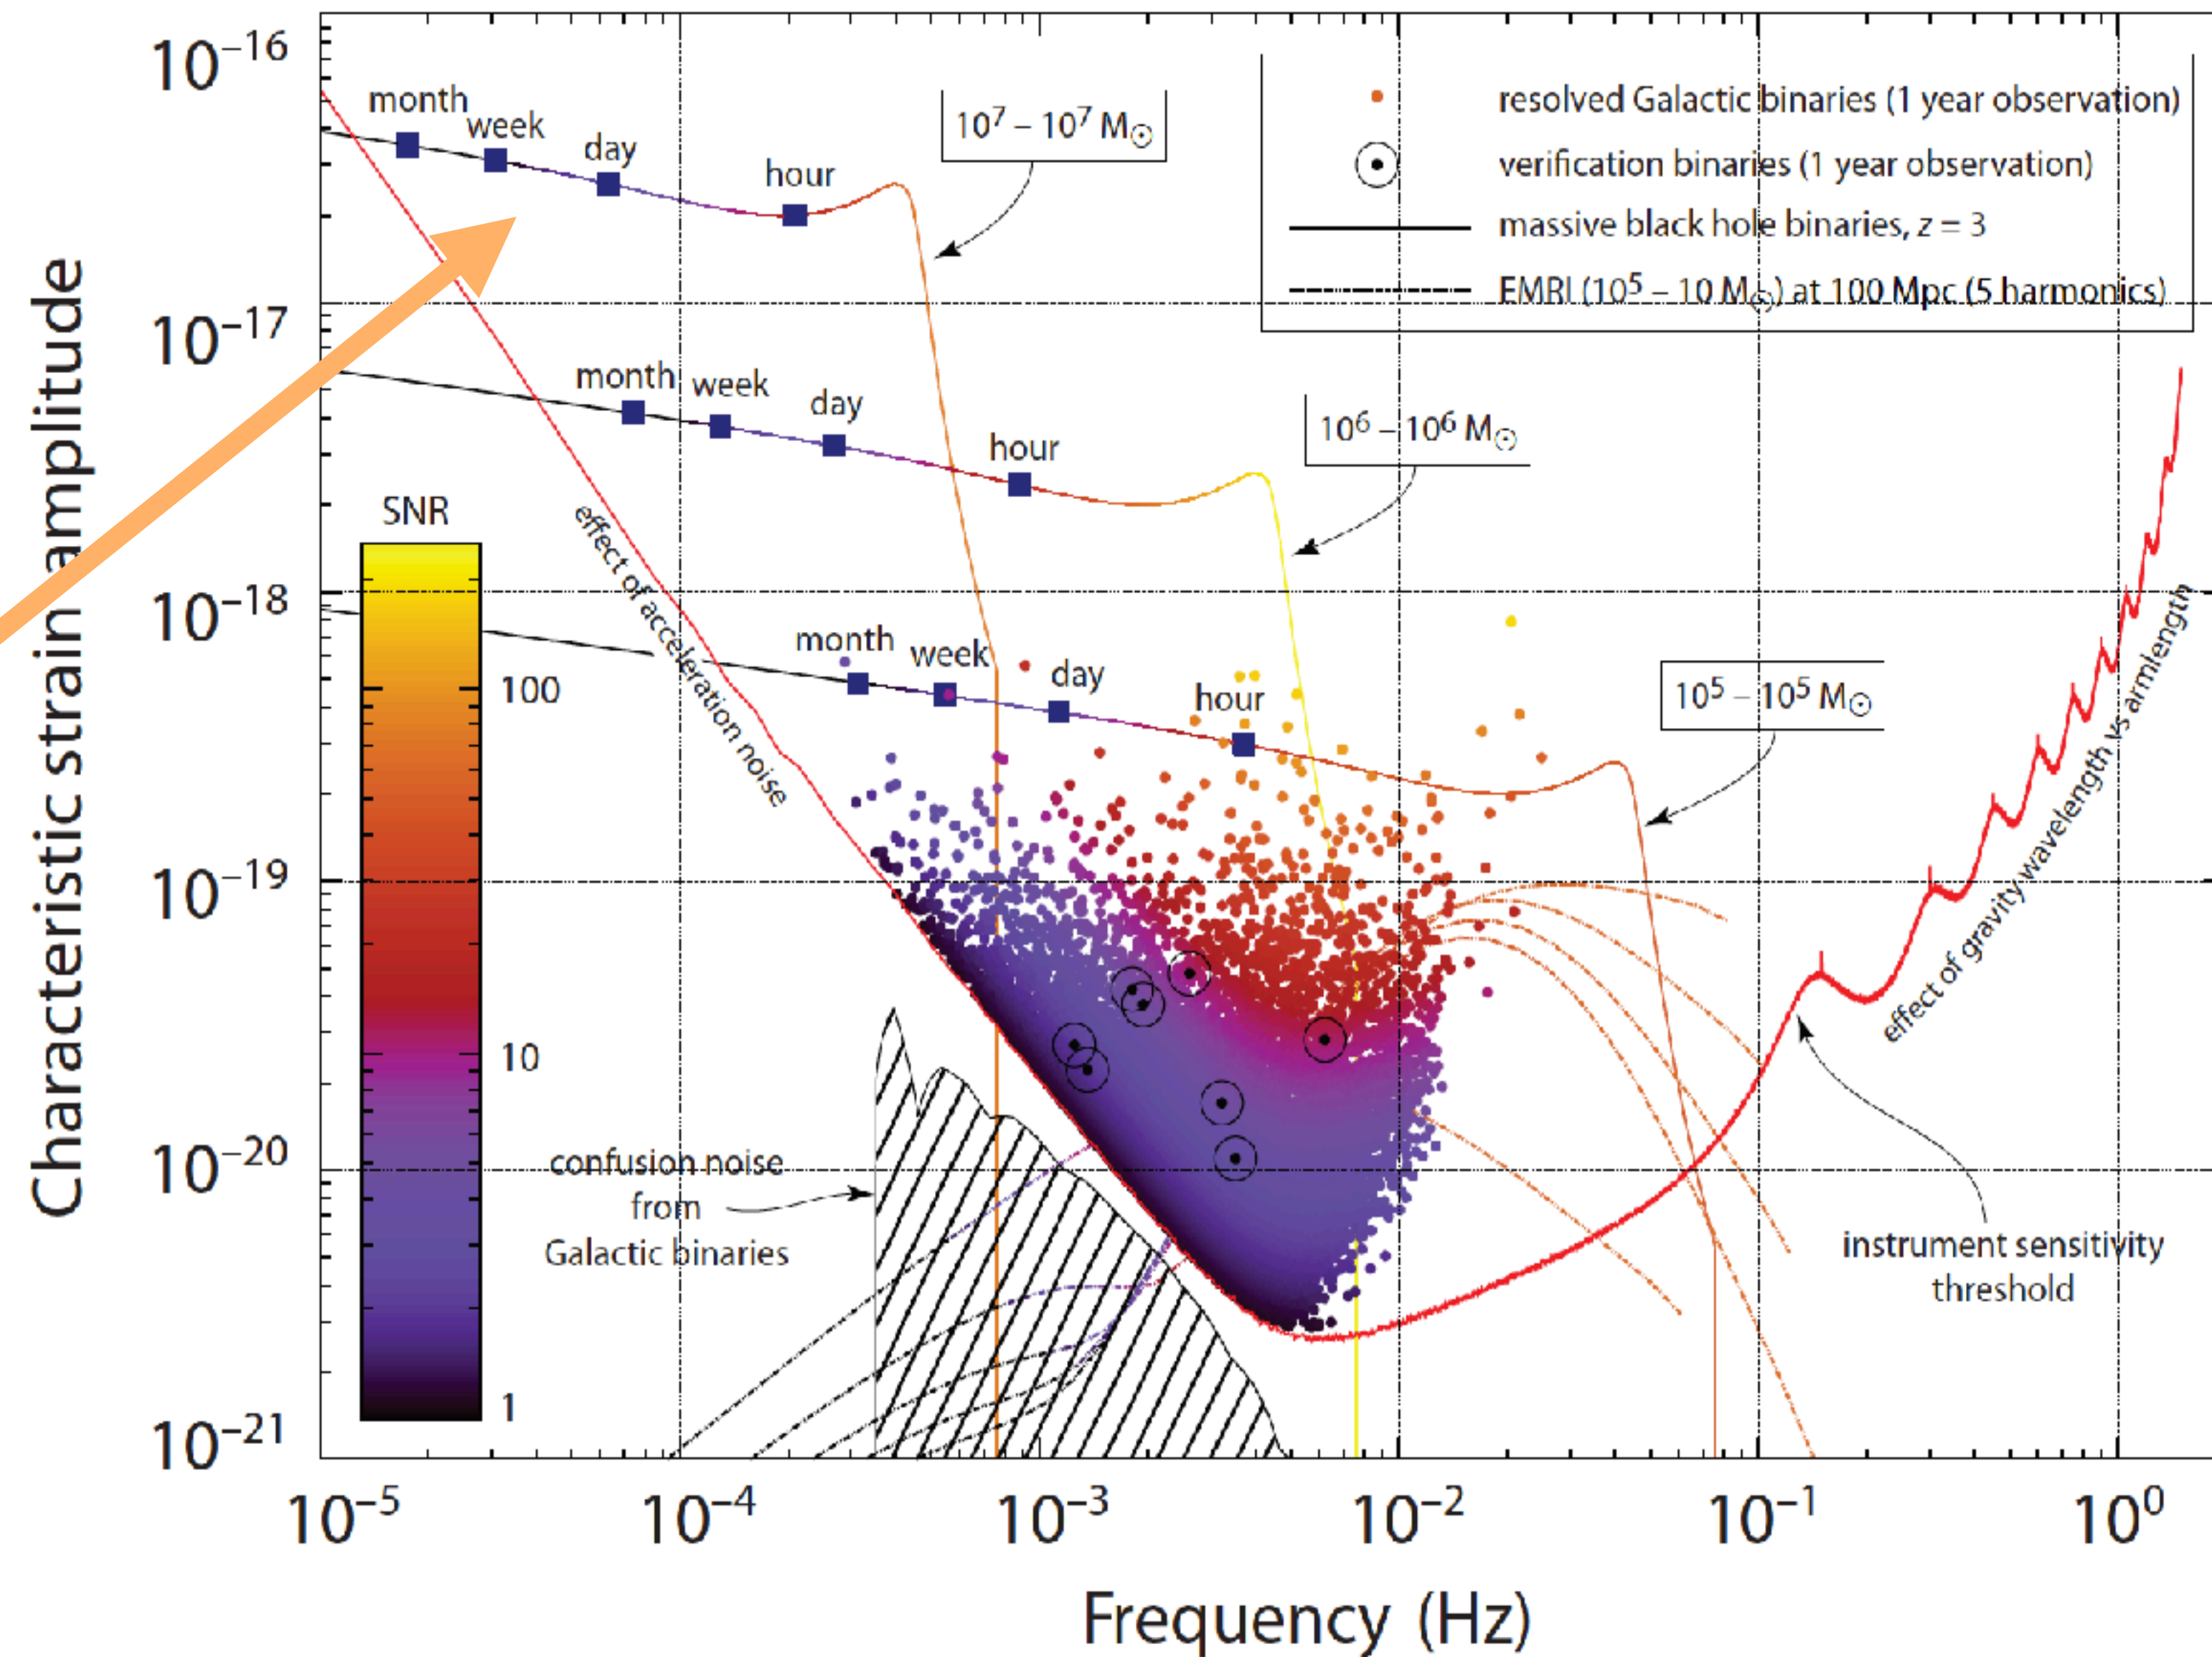 Characteristic strain amplitude
10⁻¹⁶
10⁻¹⁷
10⁻¹⁸
10⁻¹⁹
10⁻²⁰
10⁻²¹
month
week
day
hour
10⁷ – 10⁷ M☉
resolved Galactic binaries (1 year observation)
verification binaries (1 year observation)
massive black hole binaries, z = 3
EMRI (10⁵ – 10 M☉) at 100 Mpc (5 harmonics)
month
week
day
hour
10⁶ – 10⁶ M☉
SNR
100
10
1
effect of acceleration noise
month
week
day
hour
10⁵ – 10⁵ M☉
effect of gravity wavelength vs armlength
confusion noise
from
Galactic binaries
instrument sensitivity
threshold
10⁻⁵
10⁻⁴
10⁻³
10⁻²
10⁻¹
10⁰
Frequency (Hz)